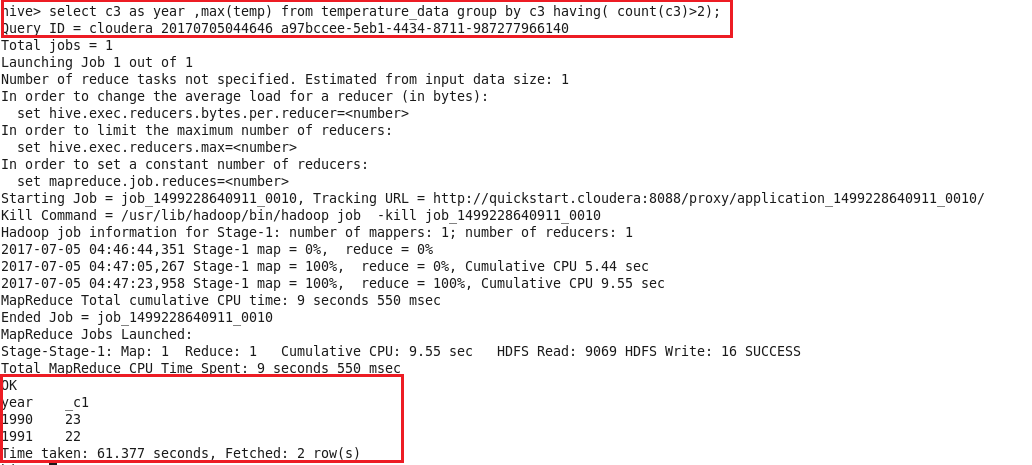 hive> select c3 as year ,max(temp) from temperature_data group by c3 having( count(c3)>2);
Query ID = cloudera 20170705044646 a97bccee-5eb1-4434-8711-987277966140
Total jobs = 1
Launching Job 1 out of 1
Number of reduce tasks not specified. Estimated from input data size: 1
In order to change the average load for a reducer (in bytes):
  set hive.exec.reducers.bytes.per.reducer=<number>
In order to limit the maximum number of reducers:
  set hive.exec.reducers.max=<number>
In order to set a constant number of reducers:
  set mapreduce.job.reduces=<number>
Starting Job = job_1499228640911_0010, Tracking URL = http://quickstart.cloudera:8088/proxy/application_1499228640911_0010/
Kill Command = /usr/lib/hadoop/bin/hadoop job  -kill job_1499228640911_0010
Hadoop job information for Stage-1: number of mappers: 1; number of reducers: 1
2017-07-05 04:46:44,351 Stage-1 map = 0%,  reduce = 0%
2017-07-05 04:47:05,267 Stage-1 map = 100%,  reduce = 0%, Cumulative CPU 5.44 sec
2017-07-05 04:47:23,958 Stage-1 map = 100%,  reduce = 100%, Cumulative CPU 9.55 sec
MapReduce Total cumulative CPU time: 9 seconds 550 msec
Ended Job = job_1499228640911_0010
MapReduce Jobs Launched:
Stage-Stage-1: Map: 1  Reduce: 1   Cumulative CPU: 9.55 sec   HDFS Read: 9069 HDFS Write: 16 SUCCESS
Total MapReduce CPU Time Spent: 9 seconds 550 msec
OK
year    _c1
1990    23
1991    22
Time taken: 61.377 seconds, Fetched: 2 row(s)